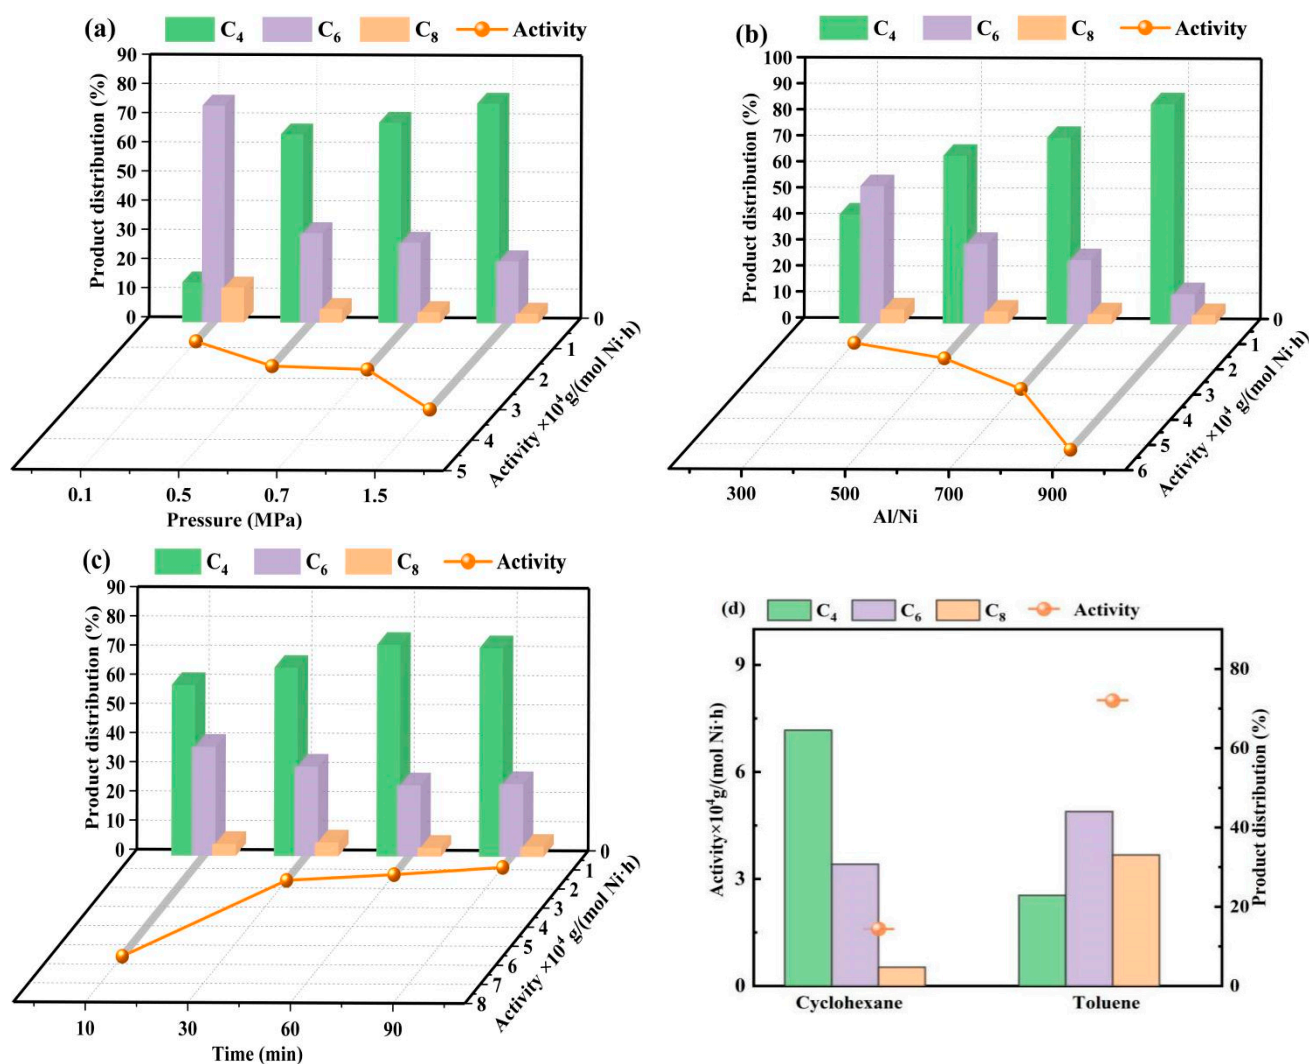 (a)
C4 C6 C8 Activity
90
80
70
60
50
40
30
20
10
0
Product distribution (%)
0
1
2
3
4
5
Activity ×10⁴ g/(mol Ni·h)
0.1 0.5 0.7 1.5
Pressure (MPa)
(b)
C4 C6 C8 Activity
100
90
80
70
60
50
40
30
20
10
0
Product distribution (%)
0
1
2
3
4
5
6
Activity ×10⁴ g/(mol Ni·h)
300 500 700 900
Al/Ni
(c)
C4 C6 C8 Activity
90
80
70
60
50
40
30
20
10
0
Product distribution (%)
0
1
2
3
4
5
6
7
8
Activity ×10⁴ g/(mol Ni·h)
10 30 60 90
Time (min)
(d)
C4 C6 C8 Activity
9
6
3
0
Activity×10⁴g/(mol Ni·h)
80
60
40
20
0
Product distribution (%)
Cyclohexane Toluene